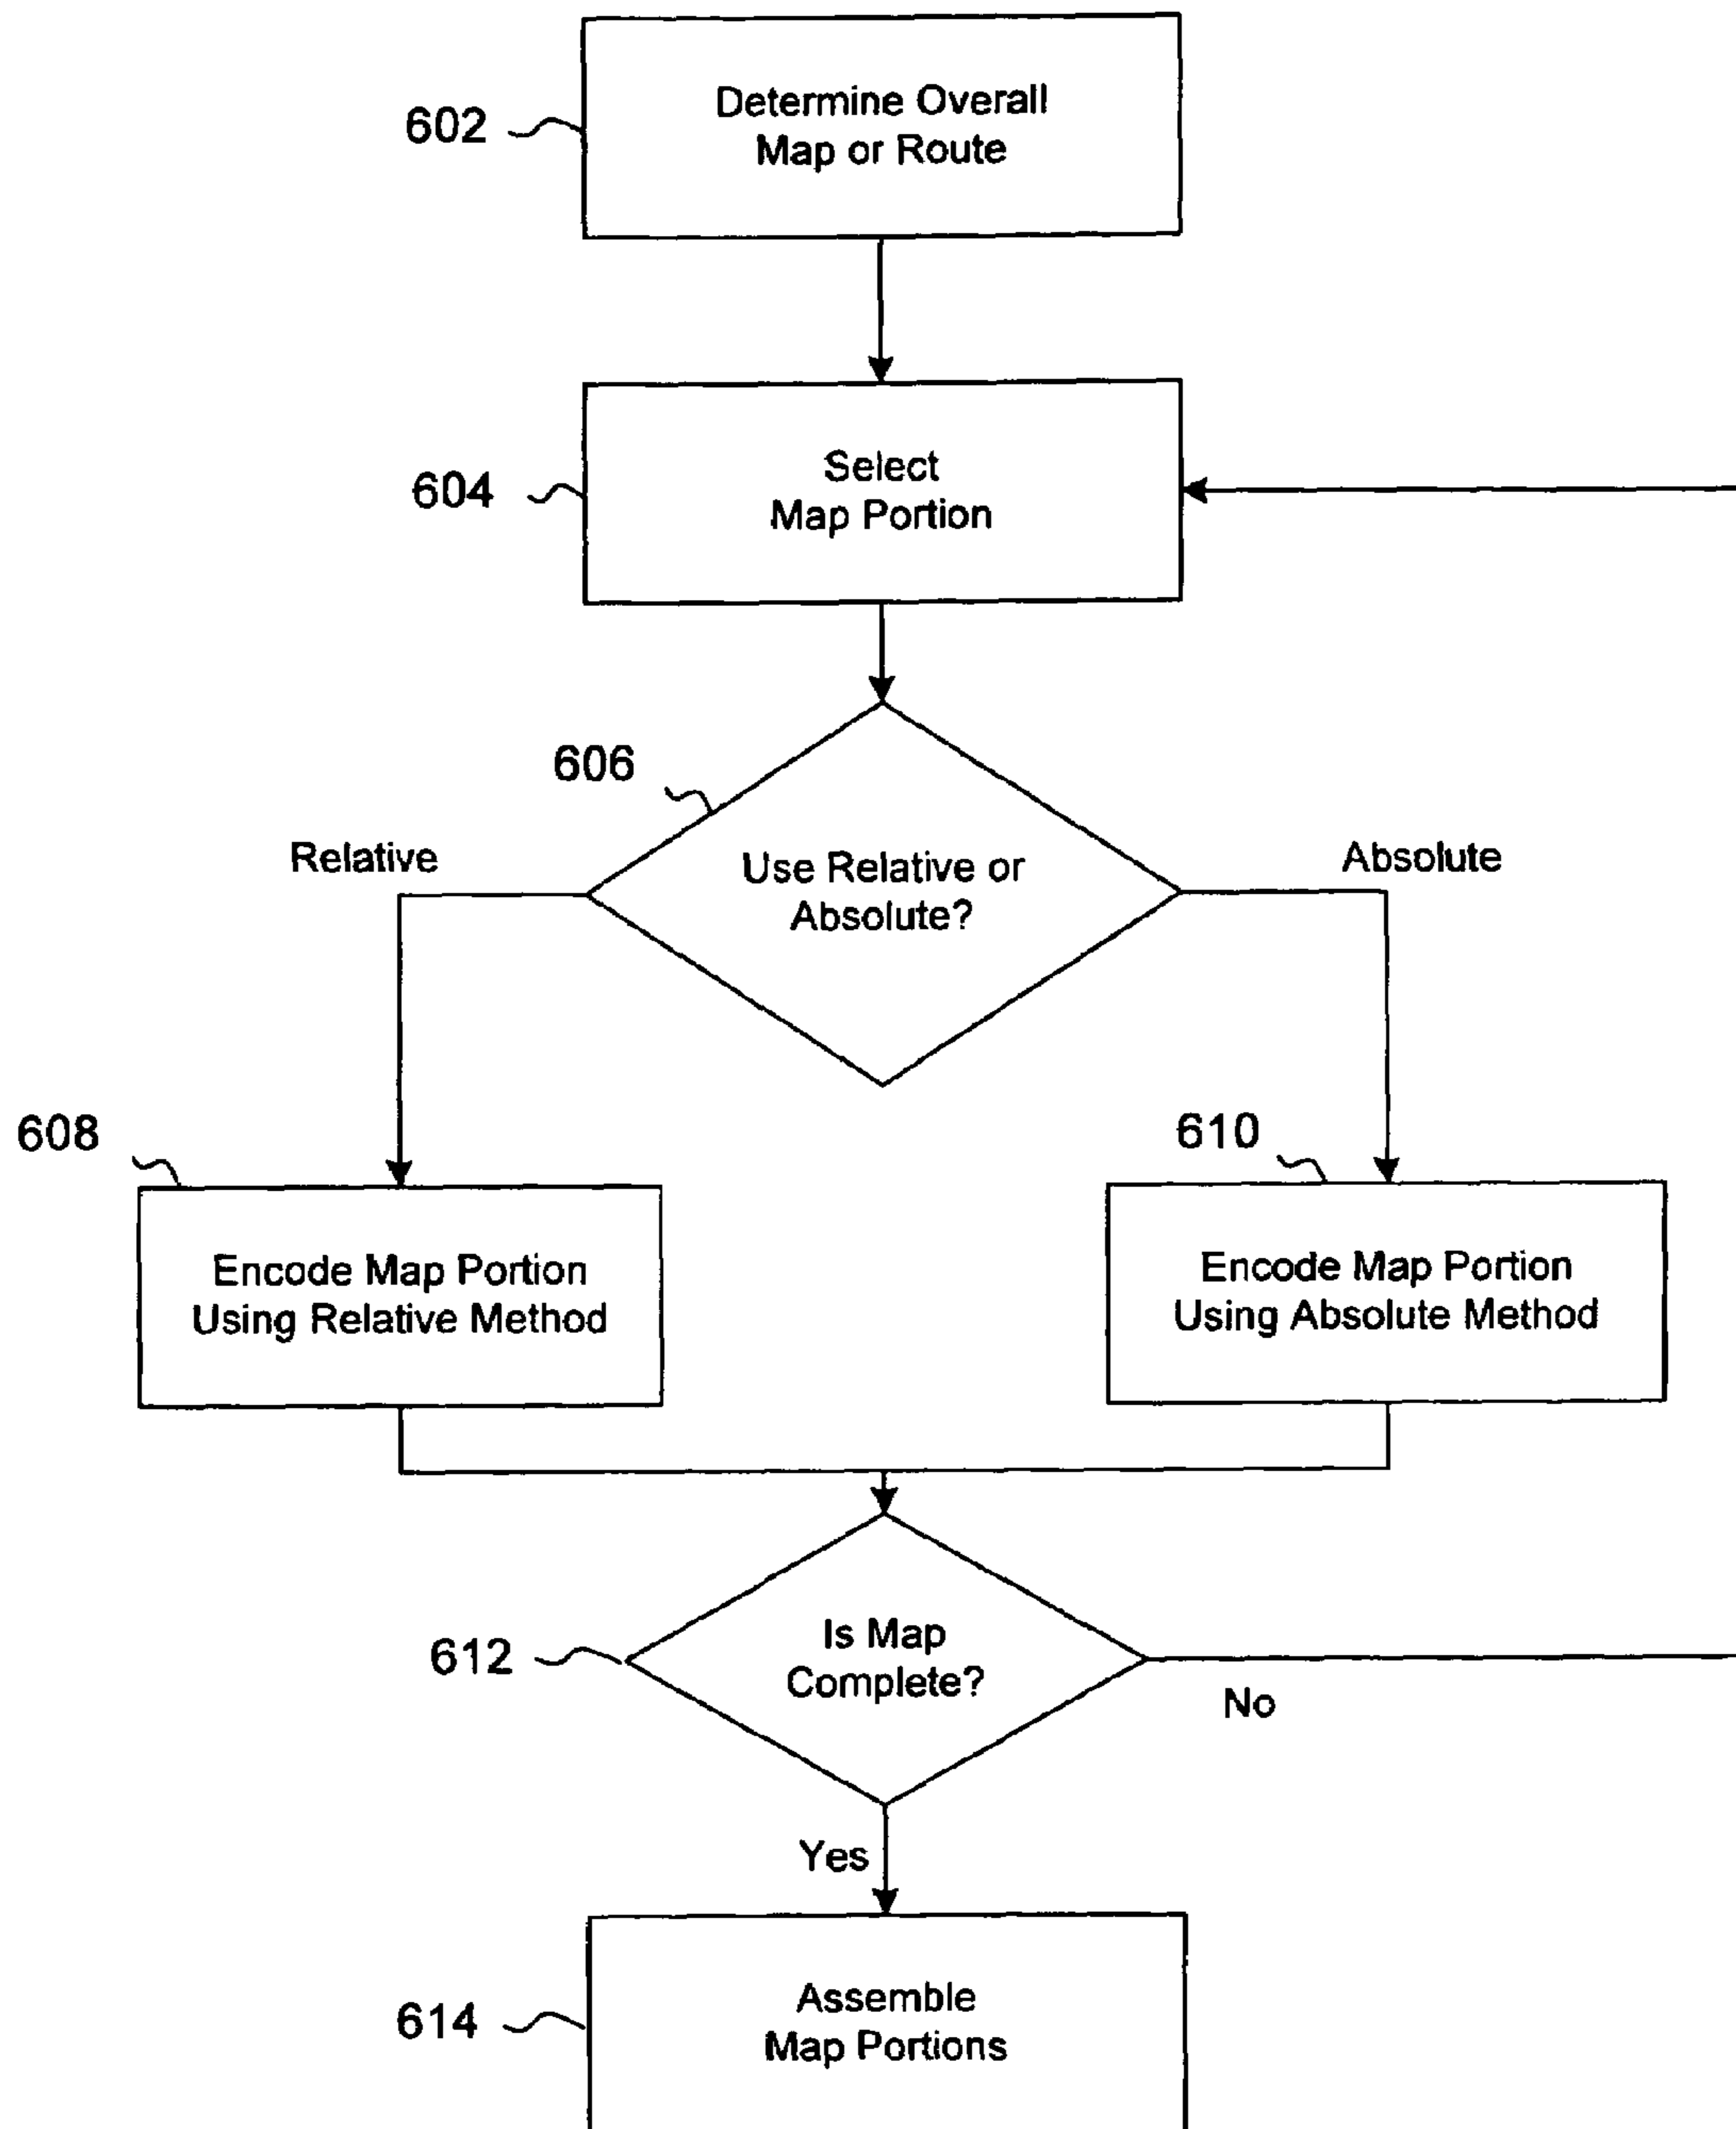 602
Determine Overall
Map or Route
604
Select
Map Portion
606
Use Relative or
Absolute?
Relative
Absolute
608
Encode Map Portion
Using Relative Method
610
Encode Map Portion
Using Absolute Method
612
Is Map
Complete?
No
Yes
614
Assemble
Map Portions